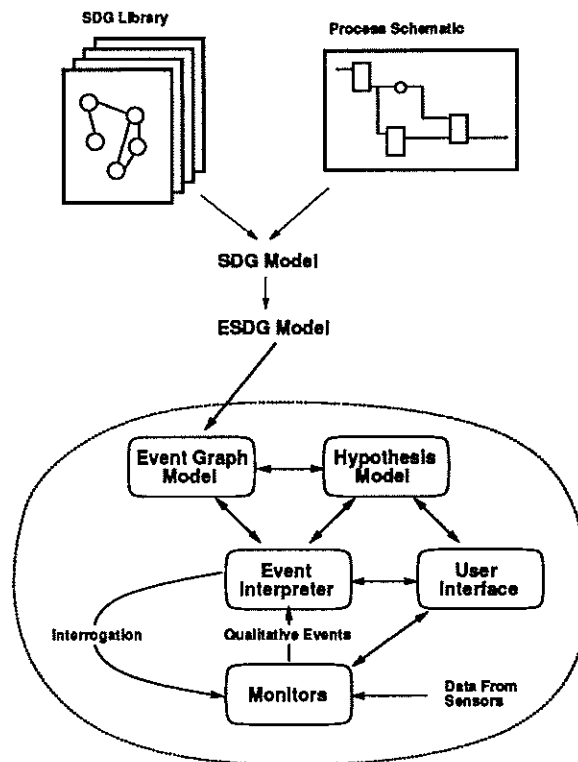 SDG Library
Process Schematic
SDG Model
ESDG Model
Event Graph
Model
Hypothesis
Model
Event
Interpreter
User
Interface
Interrogation
Qualitative Events
Monitors
Data From
Sensors